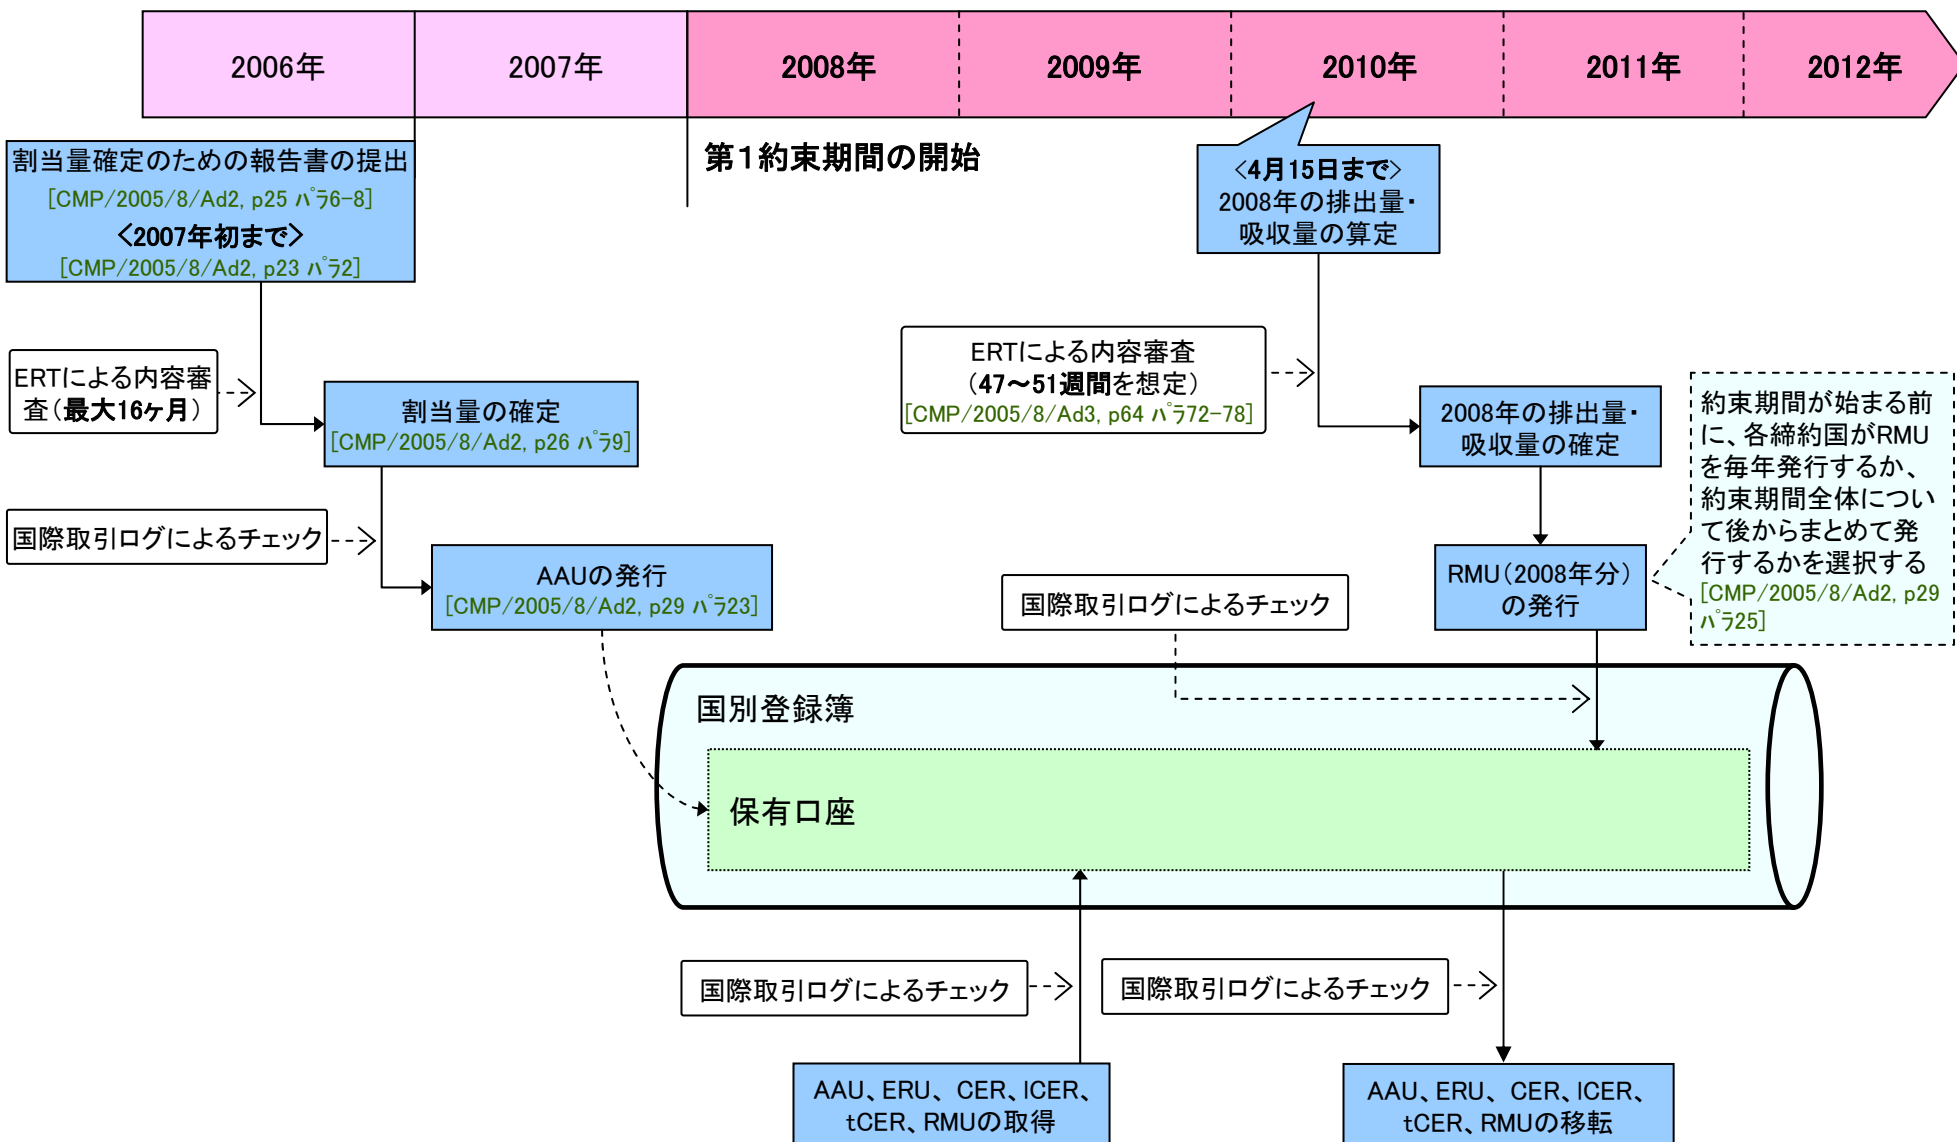 2006年
2007年
2008年
2009年
2010年
2011年
2012年
割当量確定のための報告書の提出
[CMP/2005/8/Ad2, p25 ﾊﾟﾗ6-8]
<2007年初まで>
[CMP/2005/8/Ad2, p23 ﾊﾟﾗ2]
第1約束期間の開始
<4月15日まで>
2008年の排出量・
吸収量の算定
ERTによる内容審
査（最大16ヶ月）
割当量の確定
[CMP/2005/8/Ad2, p26 ﾊﾟﾗ9]
ERTによる内容審査
（47～51週間を想定）
[CMP/2005/8/Ad3, p64 ﾊﾟﾗ72-78]
2008年の排出量・
吸収量の確定
約束期間が始まる前
に、各締約国がRMU
を毎年発行するか、
約束期間全体につい
て後からまとめて発
行するかを選択する
[CMP/2005/8/Ad2, p29
ﾊﾟﾗ25]
国際取引ログによるチェック
AAUの発行
[CMP/2005/8/Ad2, p29 ﾊﾟﾗ23]
国際取引ログによるチェック
RMU（2008年分）
の発行
国別登録簿
保有口座
国際取引ログによるチェック
国際取引ログによるチェック
AAU、ERU、 CER、lCER、
tCER、RMUの取得
AAU、ERU、 CER、lCER、
tCER、RMUの移転